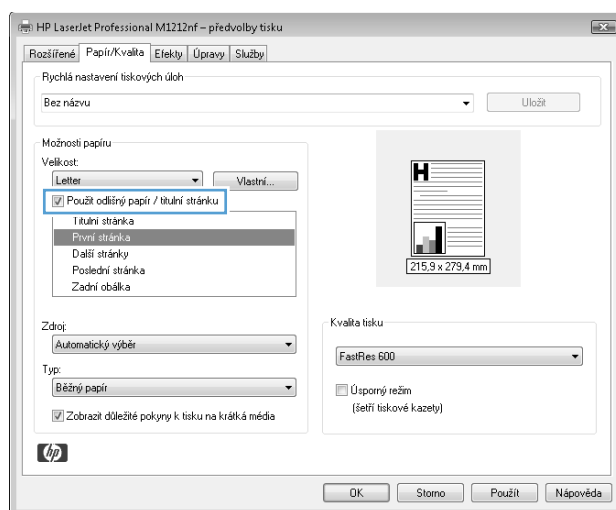 HP LaserJet Professional M1212nf – předvolby tisku
Rozšířené Papír/Kvalita Efekty Úpravy Služby
Rychlá nastavení tiskových úloh
Bez názvu Uložit
Možnosti papíru
Velikost:
Letter Vlastní...
Použít odlišný papír / titulní stránku
Titulní stránka
První stránka
Další stránky
Poslední stránka
Zadní obálka
H
215,9 x 279,4 mm
Zdroj:
Automatický výběr
Typ:
Běžný papír
Zobrazit důležité pokyny k tisku na krátká média
Kvalita tisku
FastRes 600
Úsporný režim
(šetří tiskové kazety)
hp
OK Storno Použít Nápověda